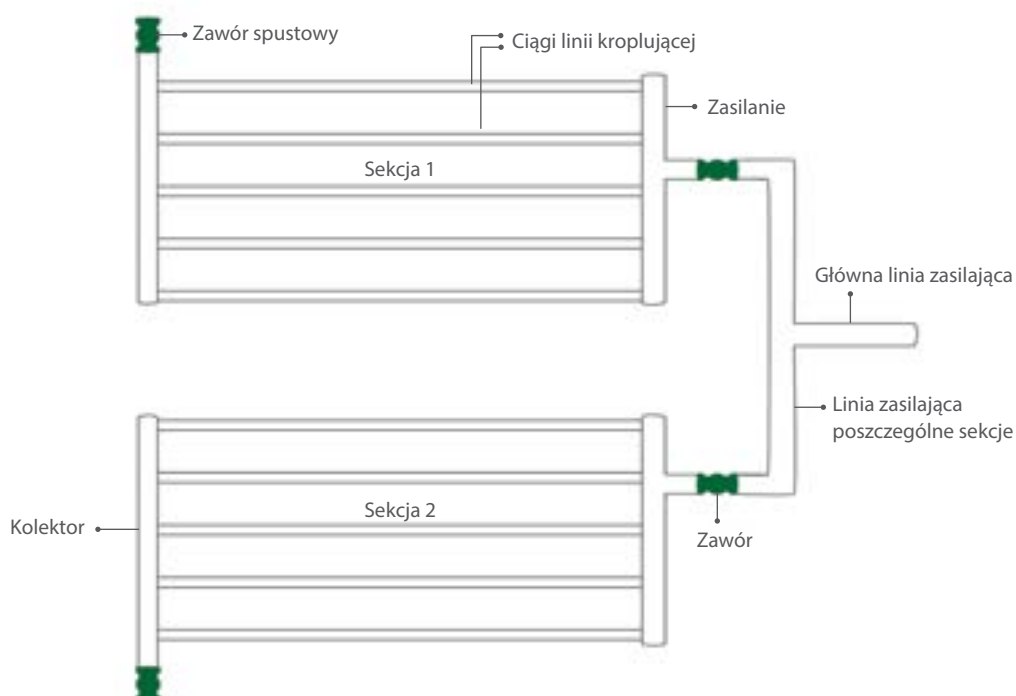 Zawór spustowy
Ciągi linii kroplującej
Zasilanie
Sekcja 1
Główna linia zasilająca
Linia zasilająca
poszczególne sekcje
Sekcja 2
Kolektor
Zawór